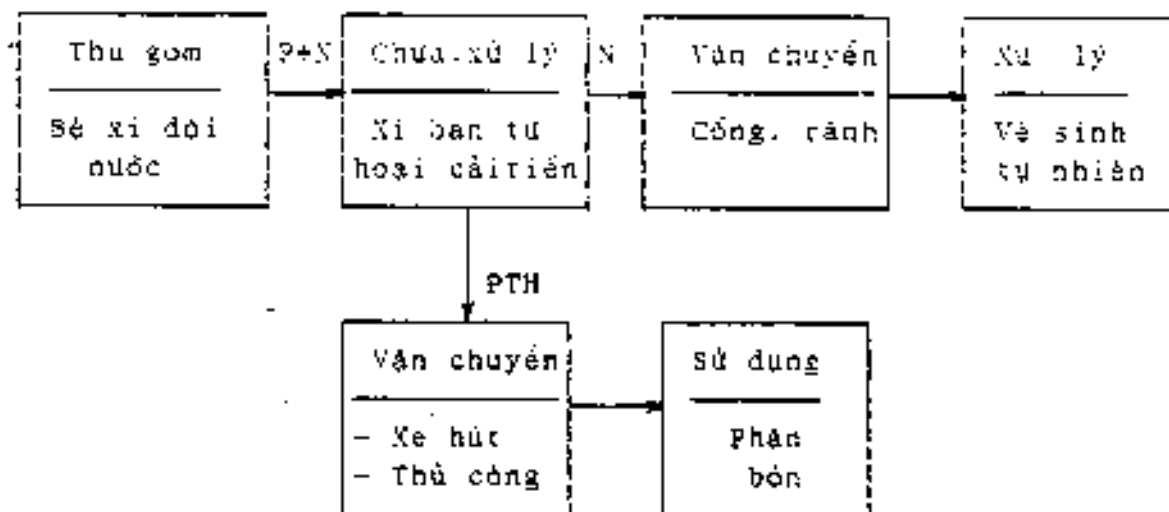 Thu gom
Bệ xí dội
nước
P+N
Chứa.xử lý
Xí bán tự
hoại cải tiến
N
Vận chuyển
Cống. rãnh
Xử lý
Vệ sinh
tự nhiên
PTH
Vận chuyển
- Xe hút
- Thủ công
Sử dụng
Phân
bón